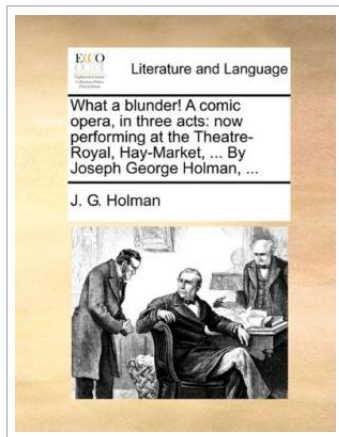 ECCO
Literature and Language
What a blunder! A comic
opera, in three acts: now
performing at the Theatre-
Royal, Hay-Market, ... By
Joseph George Holman, ...
J. G. Holman